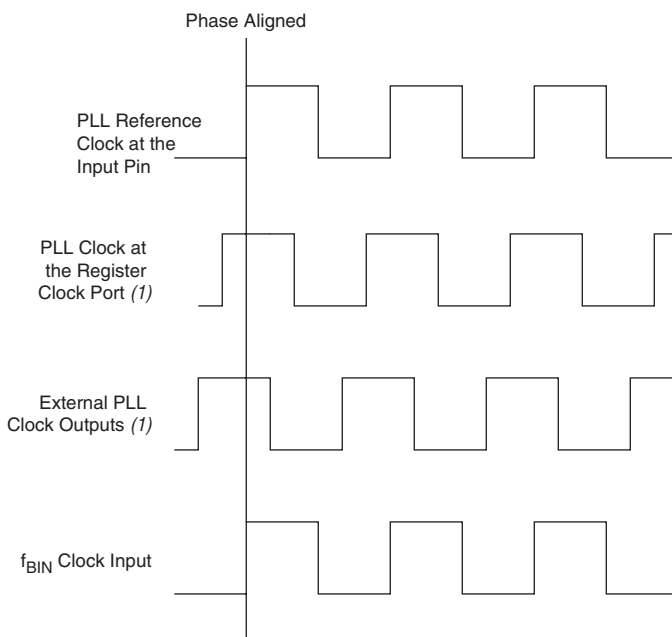 Phase Aligned
PLL Reference
Clock at the
Input Pin
PLL Clock at
the Register
Clock Port (1)
External PLL
Clock Outputs (1)
fBIN Clock Input